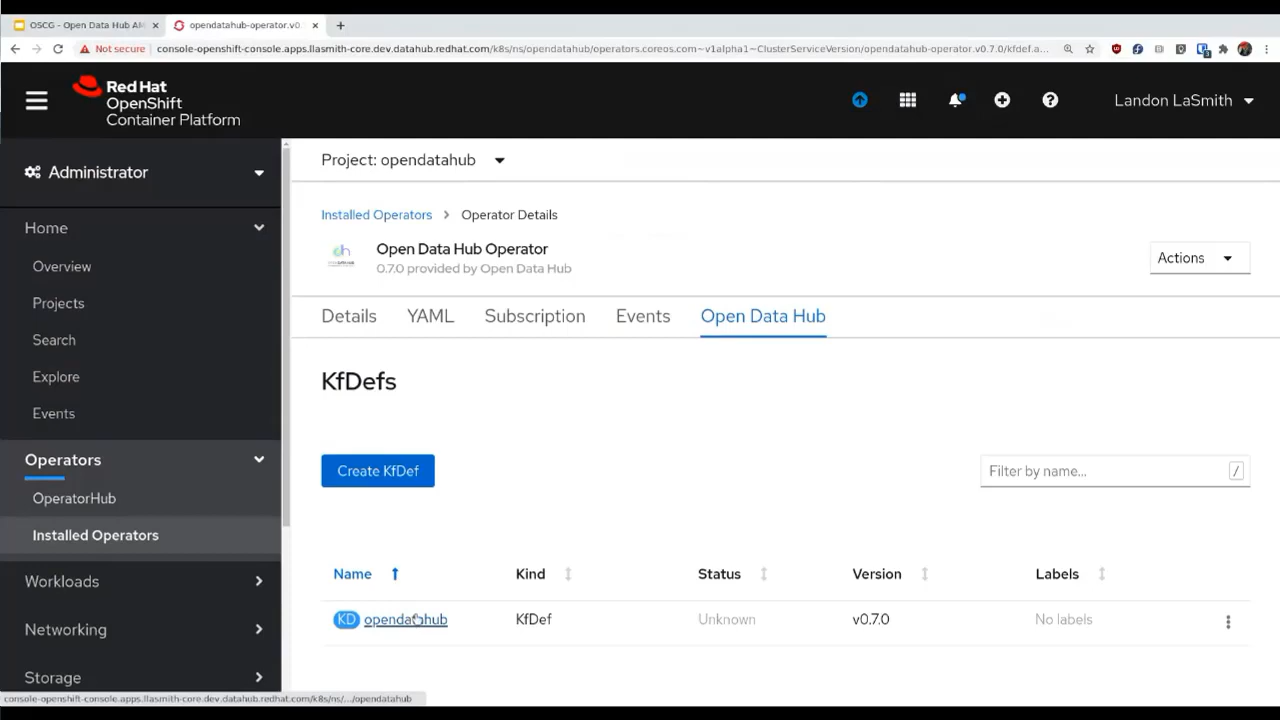 OSCG - Open Data Hub AM
opendatahub-operator.v0.
Not secure
console-openshift-console.apps.llasmith-core.dev.datahub.redhat.com/k8s/ns/opendatahub/operators.coreos.com~v1alpha1~ClusterServiceVersion/opendatahub-operator.v0.7.0/kfdef.a...
Red Hat
OpenShift
Container Platform
Landon LaSmith
Administrator
Home
Overview
Projects
Search
Explore
Events
Operators
OperatorHub
Installed Operators
Workloads
Networking
Storage
Project: opendatahub
Installed Operators > Operator Details
Open Data Hub Operator
0.7.0 provided by Open Data Hub
Actions
Details YAML Subscription Events Open Data Hub
KfDefs
Create KfDef
Filter by name...
/
Name Kind Status Version Labels
KD opendatahub KfDef Unknown v0.7.0 No labels
console-openshift-console.apps.llasmith-core.dev.datahub.redhat.com/k8s/ns/.../opendatahub